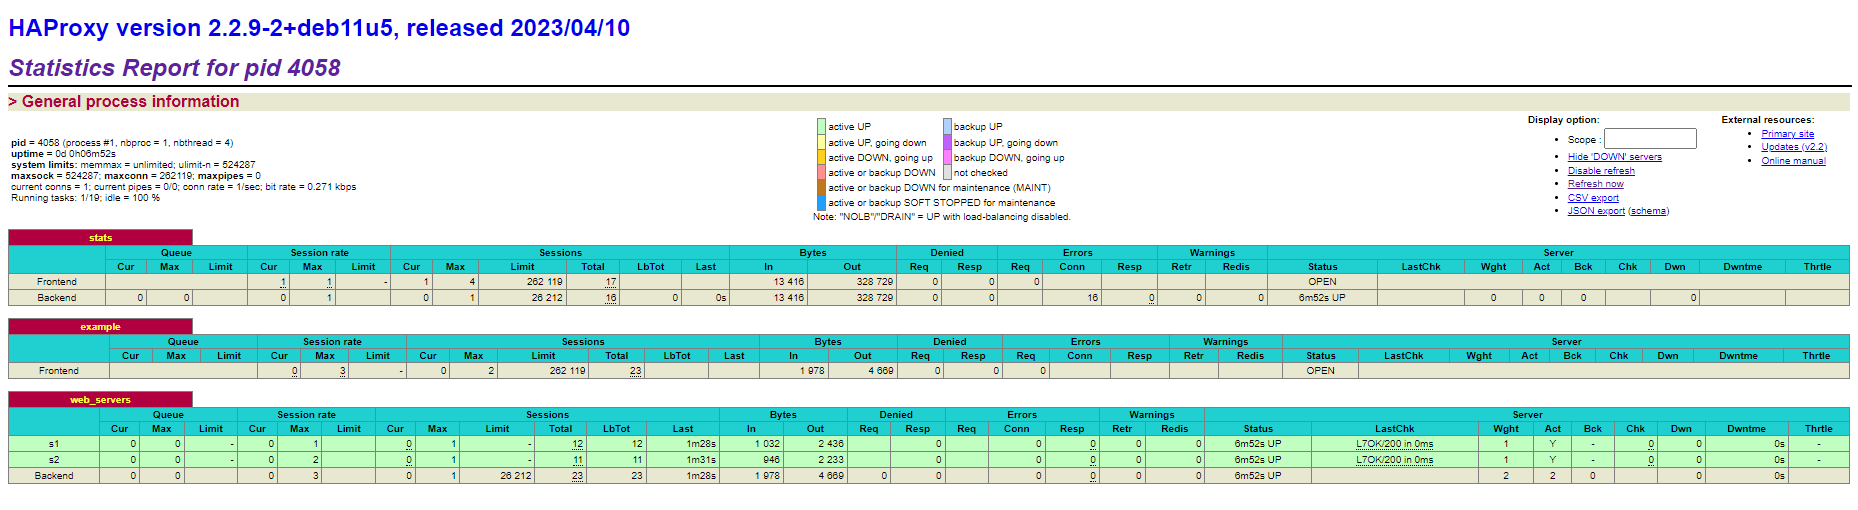 HAProxy version 2.2.9-2+deb11u5, released 2023/04/10
Statistics Report for pid 4058
> General process information
pid = 4058 (process #1, nbproc = 1, nbthread = 4)
uptime = 0d 0h06m52s
system limits: memmax = unlimited; ulimit-n = 524287
maxsock = 524287; maxconn = 262119; maxpipes = 0
current conns = 1; current pipes = 0/0; conn rate = 1/sec; bit rate = 0.271 kbps
Running tasks: 1/19; idle = 100 %
active UP backup UP
active UP, going down backup UP, going down
active DOWN, going up backup DOWN, going up
active or backup DOWN not checked
active or backup DOWN for maintenance (MAINT)
active or backup SOFT STOPPED for maintenance
Note: "NOLB"/"DRAIN" = UP with load-balancing disabled.
Display option:
Scope :
Hide 'DOWN' servers
Disable refresh
Refresh now
CSV export
JSON export (schema)
External resources:
Primary site
Updates (v2.2)
Online manual
stats
Queue Session rate Sessions Bytes Denied Errors Warnings Server
Cur Max Limit Cur Max Limit Cur Max Limit Total LbTot Last In Out Req Resp Req Conn Resp Retr Redis Status LastChk Wght Act Bck Chk Dwn Dwntme Thrtle
Frontend 1 1 - 1 4 262 119 17 13 416 328 729 0 0 0 OPEN
Backend 0 0 0 1 0 1 26 212 16 0 0s 13 416 328 729 0 0 16 0 0 0 6m52s UP 0 0 0 0
example
Queue Session rate Sessions Bytes Denied Errors Warnings Server
Cur Max Limit Cur Max Limit Cur Max Limit Total LbTot Last In Out Req Resp Req Conn Resp Retr Redis Status LastChk Wght Act Bck Chk Dwn Dwntme Thrtle
Frontend 0 3 - 0 2 262 119 23 1 978 4 669 0 0 0 OPEN
web_servers
Queue Session rate Sessions Bytes Denied Errors Warnings Server
Cur Max Limit Cur Max Limit Cur Max Limit Total LbTot Last In Out Req Resp Req Conn Resp Retr Redis Status LastChk Wght Act Bck Chk Dwn Dwntme Thrtle
s1 0 0 - 0 1 0 1 - 12 12 1m28s 1 032 2 436 0 0 0 0 0 6m52s UP L7OK/200 in 0ms 1 Y - 0 0 0s -
s2 0 0 - 0 2 0 1 - 11 11 1m31s 946 2 233 0 0 0 0 0 6m52s UP L7OK/200 in 0ms 1 Y - 0 0 0s -
Backend 0 0 0 3 0 1 26 212 23 23 1m28s 1 978 4 669 0 0 0 0 0 0 6m52s UP 2 2 0 0 0s